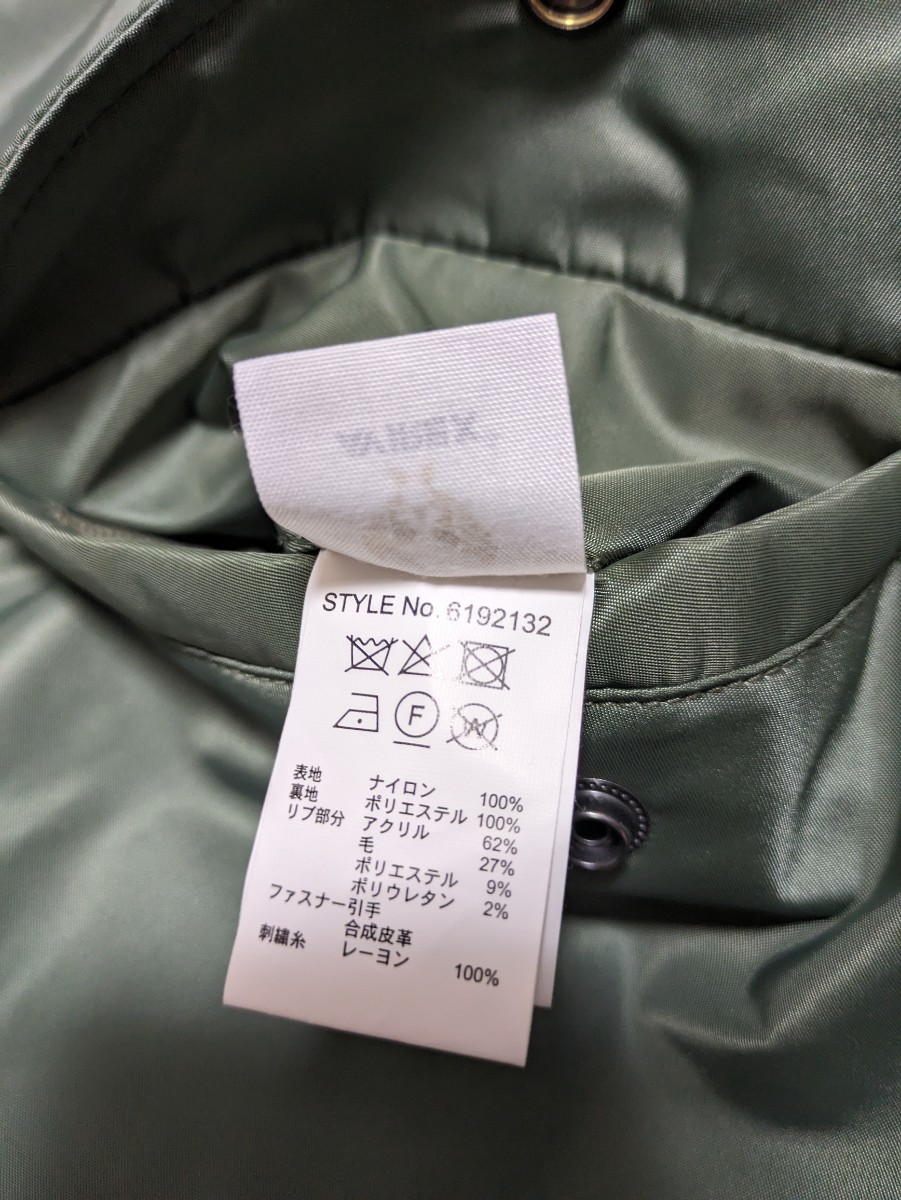 STYLE No. 6192132
F
W
表地 ナイロン 100%
裏地 ポリエステル 100%
リブ部分 アクリル 62%
毛 27%
ポリエステル 9%
ポリウレタン 2%
ファスナー引手
合成皮革
刺繍糸 レーヨン 100%